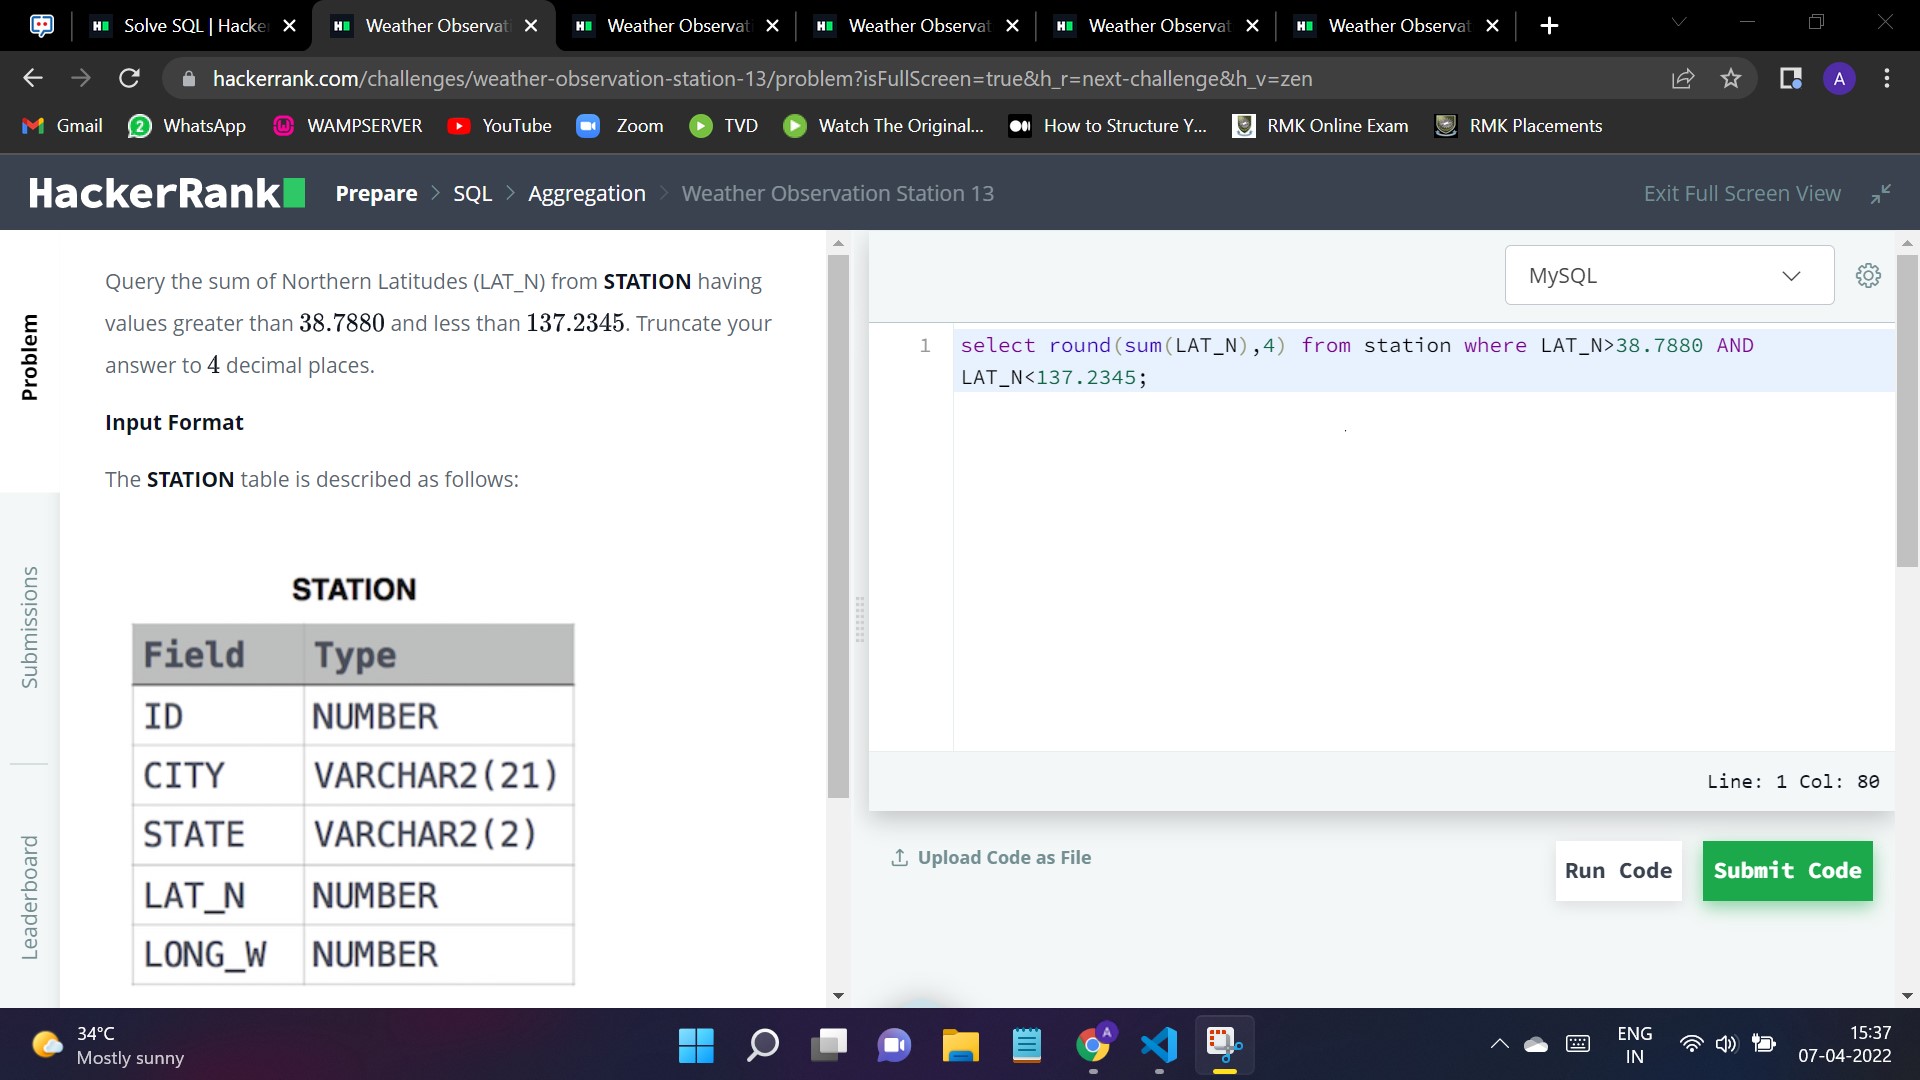 Solve SQL | Hacke
Weather Observati
Weather Observati
Weather Observat
Weather Observat
Weather Observat
hackerrank.com/challenges/weather-observation-station-13/problem?isFullScreen=true&h_r=next-challenge&h_v=zen
A
Gmail
2 WhatsApp
WAMPSERVER
YouTube
Zoom
TVD
Watch The Original...
How to Structure Y...
RMK Online Exam
RMK Placements
HackerRank
Prepare > SQL > Aggregation > Weather Observation Station 13
Exit Full Screen View
Problem
Submissions
Leaderboard
Query the sum of Northern Latitudes (LAT_N) from STATION having
values greater than 38.7880 and less than 137.2345. Truncate your
answer to 4 decimal places.
Input Format
The STATION table is described as follows:
STATION
Field Type
ID NUMBER
CITY VARCHAR2(21)
STATE VARCHAR2(2)
LAT_N NUMBER
LONG_W NUMBER
MySQL
1 select round(sum(LAT_N),4) from station where LAT_N>38.7880 AND
LAT_N<137.2345;
Line: 1 Col: 80
Upload Code as File
Run Code
Submit Code
34°C
Mostly sunny
A
ENG
IN
15:37
07-04-2022